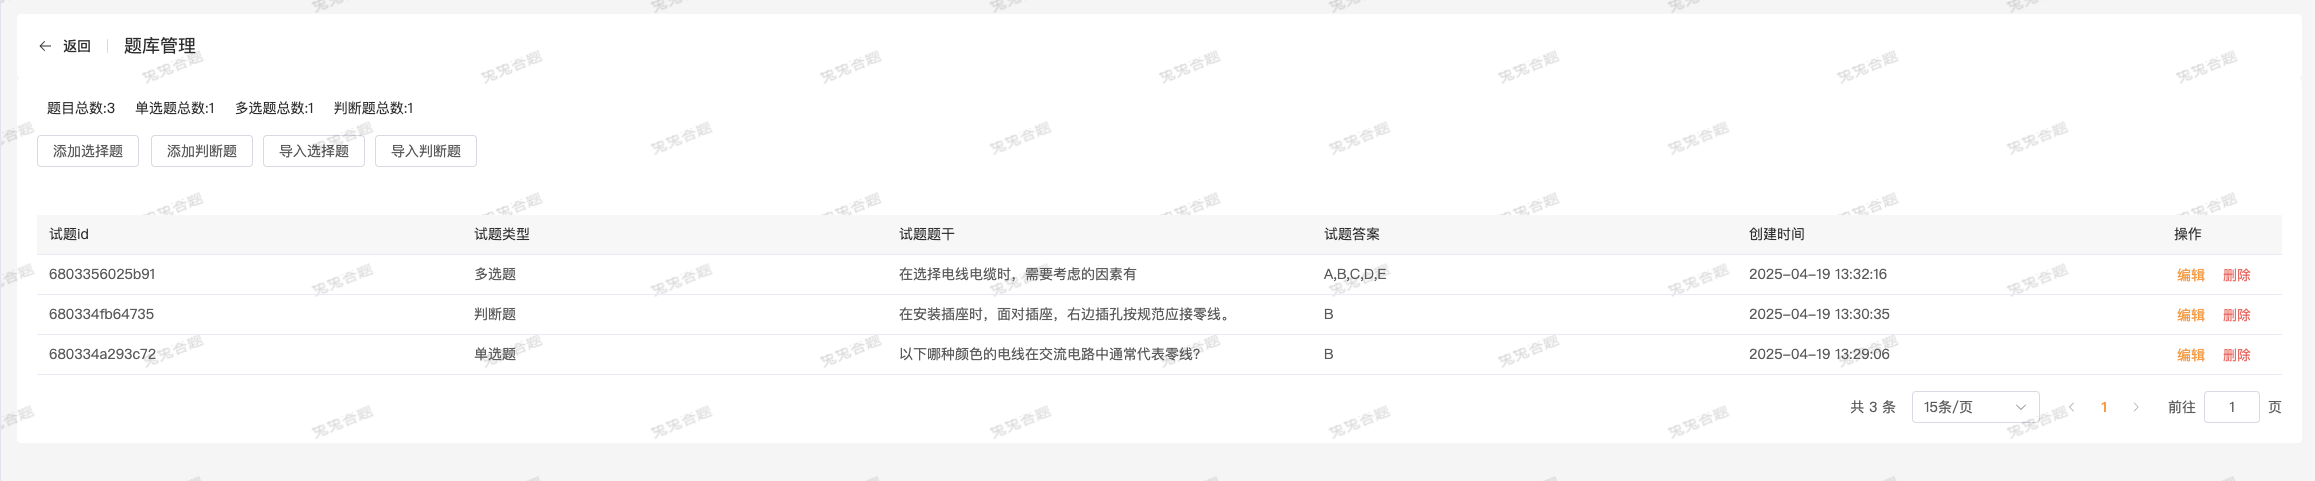 返回 题库管理
题目总数:3 单选题总数:1 多选题总数:1 判断题总数:1
添加选择题 添加判断题 导入选择题 导入判断题
试题id 试题类型 试题题干 试题答案 创建时间 操作
6803356025b91 多选题 在选择电线电缆时，需要考虑的因素有 A,B,C,D,E 2025-04-19 13:32:16 编辑 删除
680334fb64735 判断题 在安装插座时，面对插座，右边插孔按规范应接零线。 B 2025-04-19 13:30:35 编辑 删除
680334a293c72 单选题 以下哪种颜色的电线在交流电路中通常代表零线? B 2025-04-19 13:29:06 编辑 删除
共 3 条 15条/页 1 前往 1 页